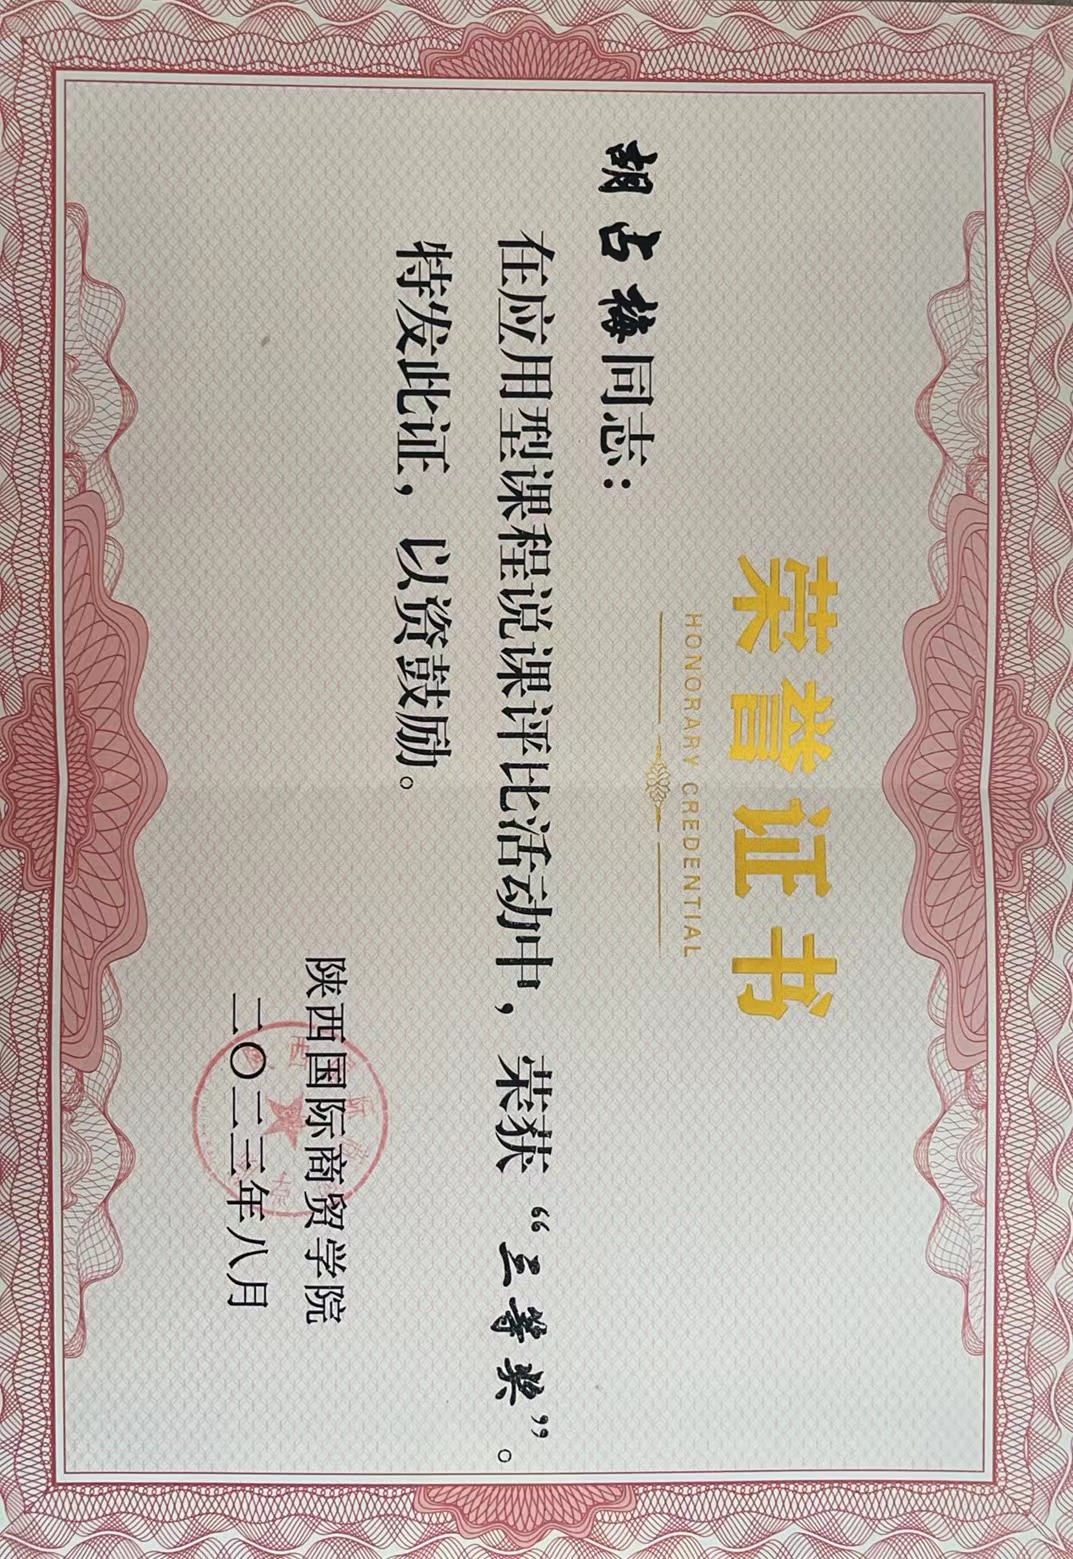 荣誉证书
HONORARY CREDENTIAL
胡占梅同志：
在应用型课程说课评比活动中，荣获“三等奖”。
特发此证，以资鼓励。
陕西国际商贸学院
二〇二三年八月